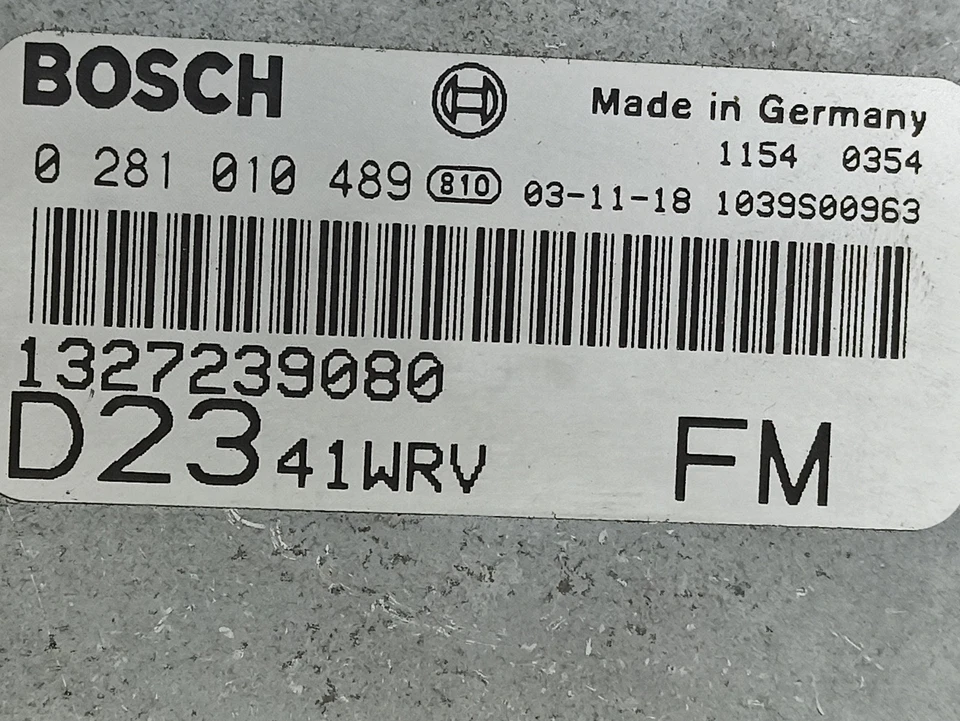 BOSCH Made in Germany
1154 0354
0 281 010 489 810 03-11-18 1039S00963
1327239080
D23 41WRV FM